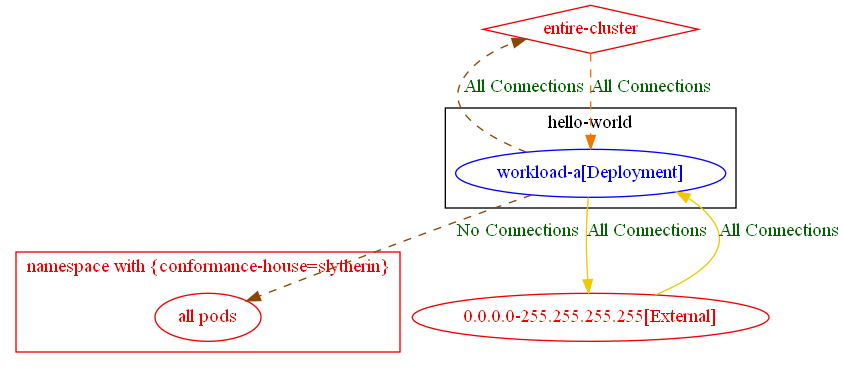 entire-cluster
All Connections
All Connections
hello-world
workload-a[Deployment]
No Connections
All Connections
All Connections
namespace with {conformance-house=slytherin}
all pods
0.0.0.0-255.255.255.255[External]